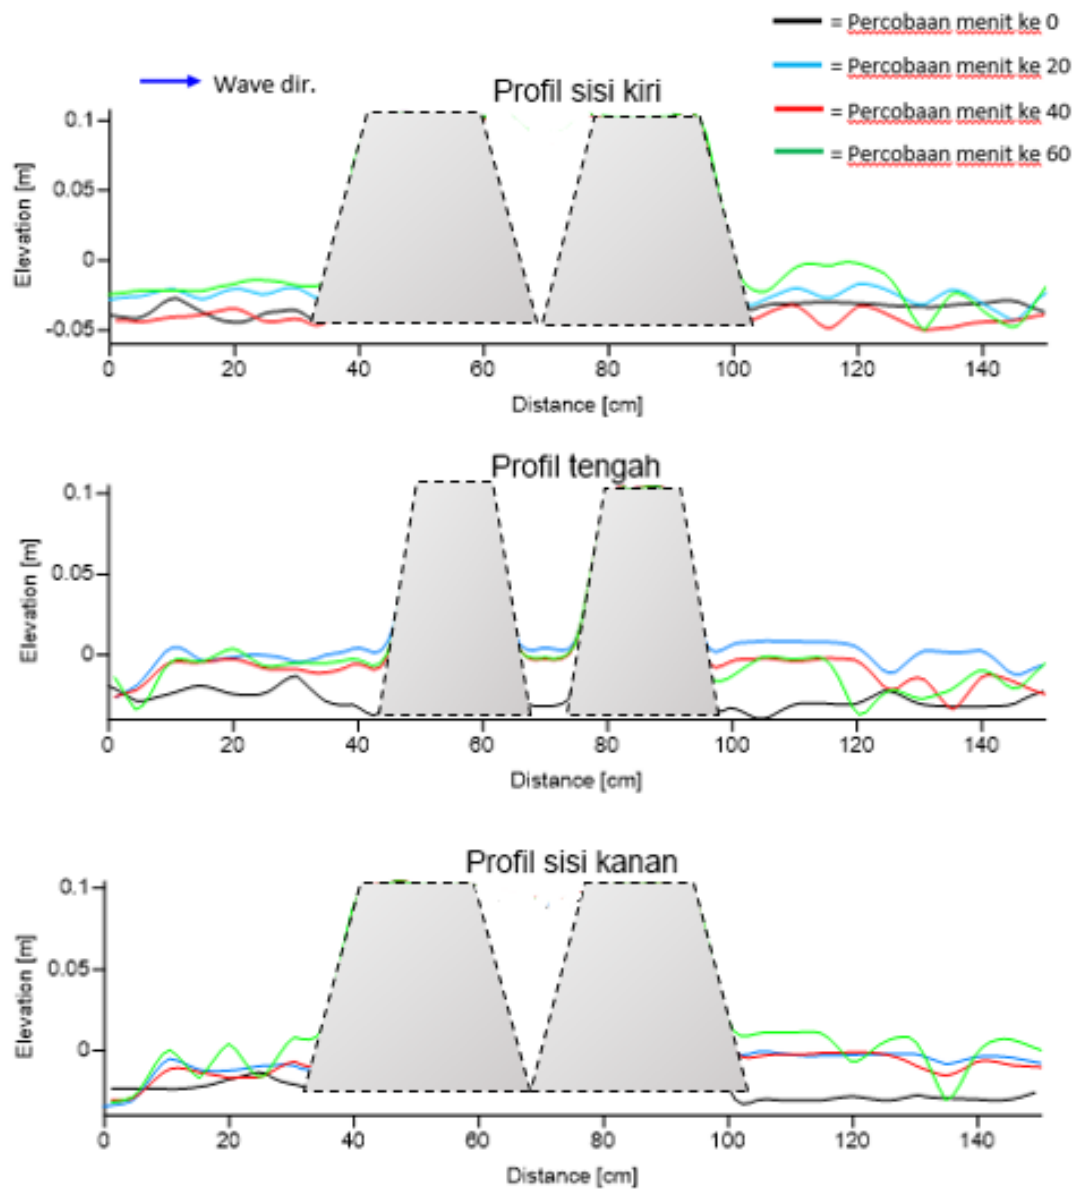 = Percobaan menit ke 0
= Percobaan menit ke 20
= Percobaan menit ke 40
= Percobaan menit ke 60
Wave dir.
Profil sisi kiri
Elevation [m]
0.1
0.05
0
-0.05
0 20 40 60 80 100 120 140
Distance [cm]
Profil tengah
Elevation [m]
0.1
0.05
0
0 20 40 60 80 100 120 140
Distance [cm]
Profil sisi kanan
Elevation [m]
0.1
0.05
0
0 20 40 60 80 100 120 140
Distance [cm]